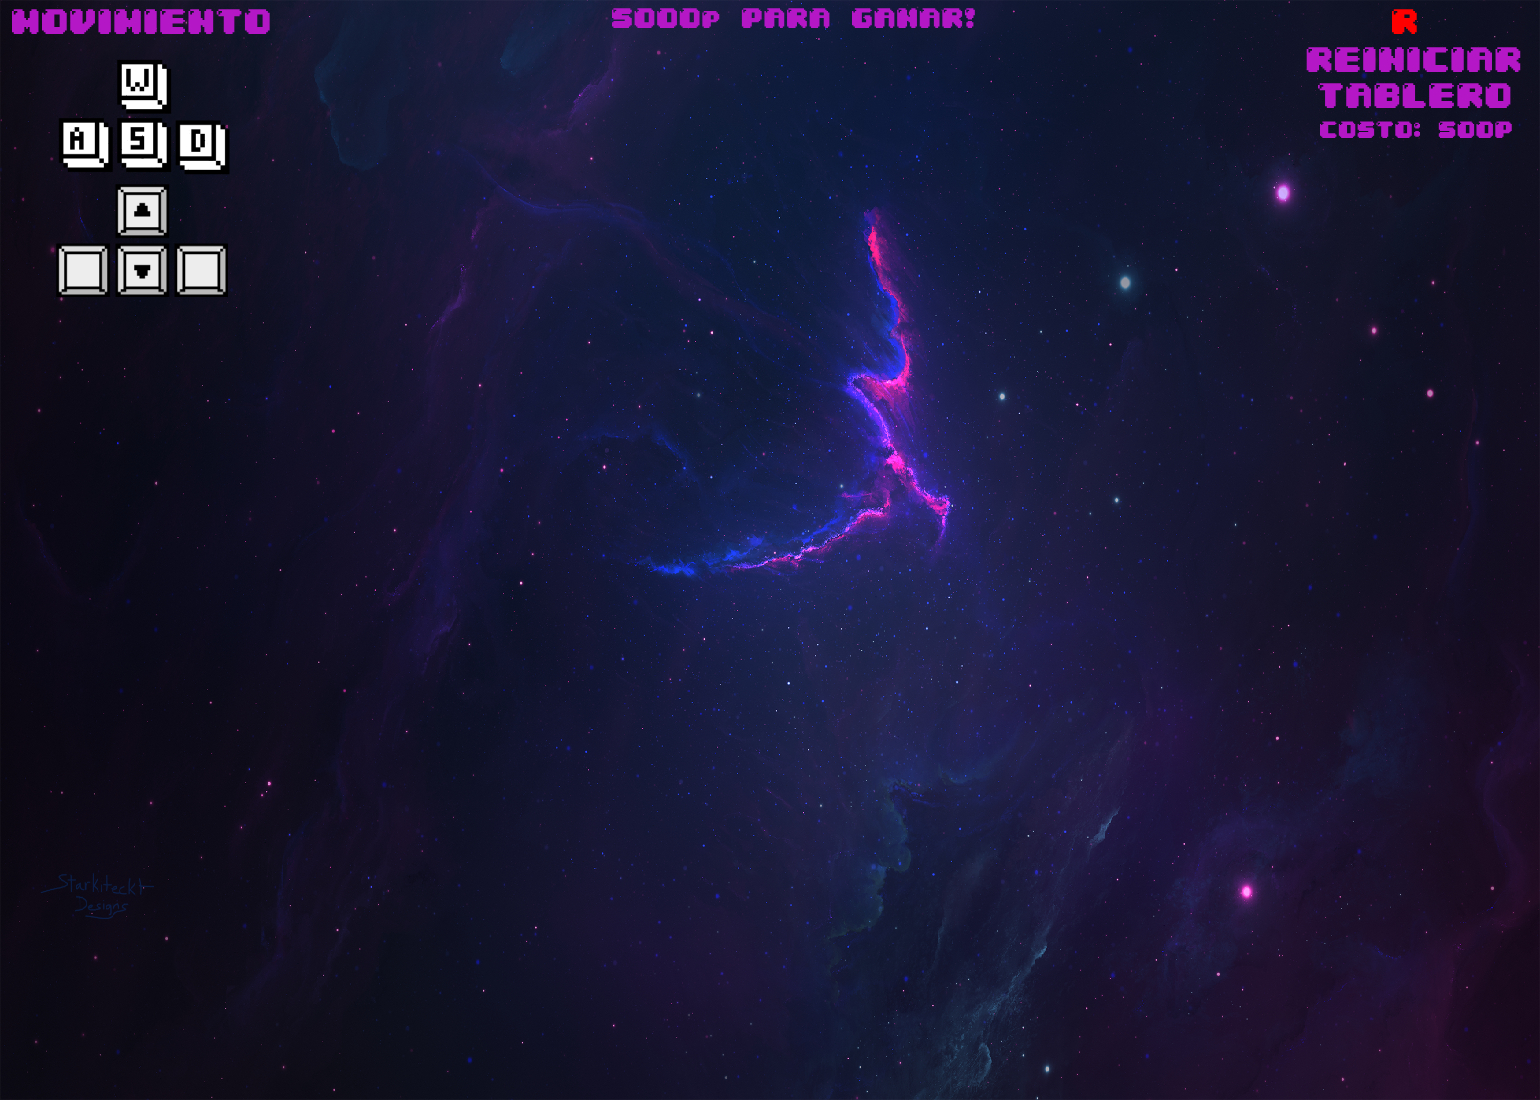 MOVIMIENTO
5000p PARA GANAR!
R
REINICIAR
TABLERO
COSTO: 500P
W
A S D
Starkiteckt
Designs